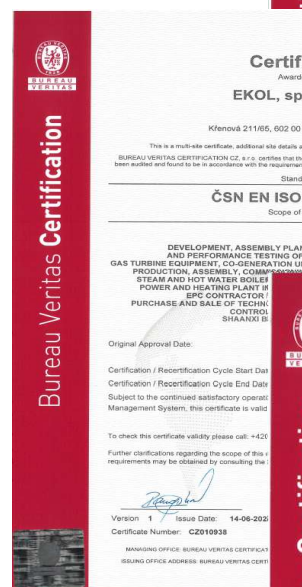 BUREAU
VERITAS
Bureau Veritas Certification
Certif
Award
EKOL, sp
Křenová 211/65, 602 00
This is a multi-site certificate, additional site details a
BUREAU VERITAS CERTIFICATION CZ, s.r.o. certifies that th
been audited and found to be in accordance with the requiremen
Stand
ČSN EN ISO
Scope of
DEVELOPMENT, ASSEMBLY PLAN
AND PERFORMANCE TESTING OF
GAS TURBINE EQUIPMENT, CO-GENERATION U
PRODUCTION, ASSEMBLY,
STEAM AND HOT WATER BOILE
POWER AND HEATING PLANT
EPC CONTRACTOR
PURCHASE AND SALE OF TECHN
CONTROL
SHAANXI B
Original Approval Date:
Certification / Recertification Cycle Start Dat
Certification / Recertification Cycle End Date
Subject to the continued satisfactory operati
Management System, this certificate is valid
To check this certificate validity please call: +420
Further clarifications regarding the scope of this
requirements may be obtained by consulting the
Version 1 Issue Date: 14-06-202
Certificate Number: CZ010938
MANAGING OFFICE: BUREAU VERITAS CERTIFICAT
ISSUING OFFICE ADDRESS: BUREAU VERITAS CERTI